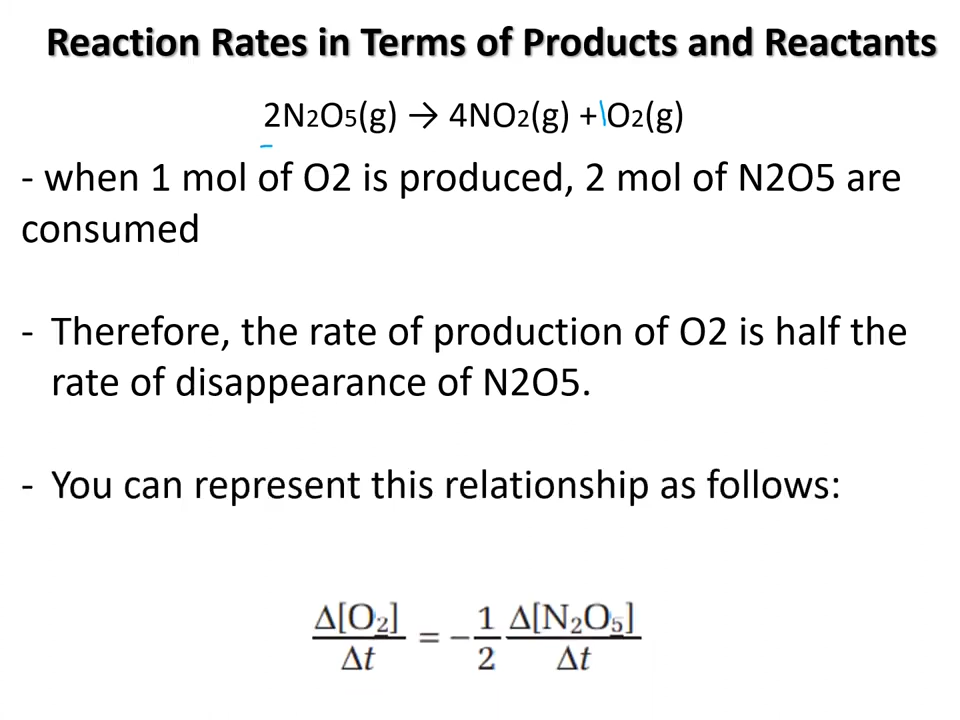 Reaction Rates in Terms of Products and Reactants
2N₂O₅(g) → 4NO₂(g) + \O₂(g)
- when 1 mol of O2 is produced, 2 mol of N2O5 are
consumed
- Therefore, the rate of production of O2 is half the
rate of disappearance of N2O5.
- You can represent this relationship as follows:
Δ[O₂]/Δt = -1/2 Δ[N₂O₅]/Δt